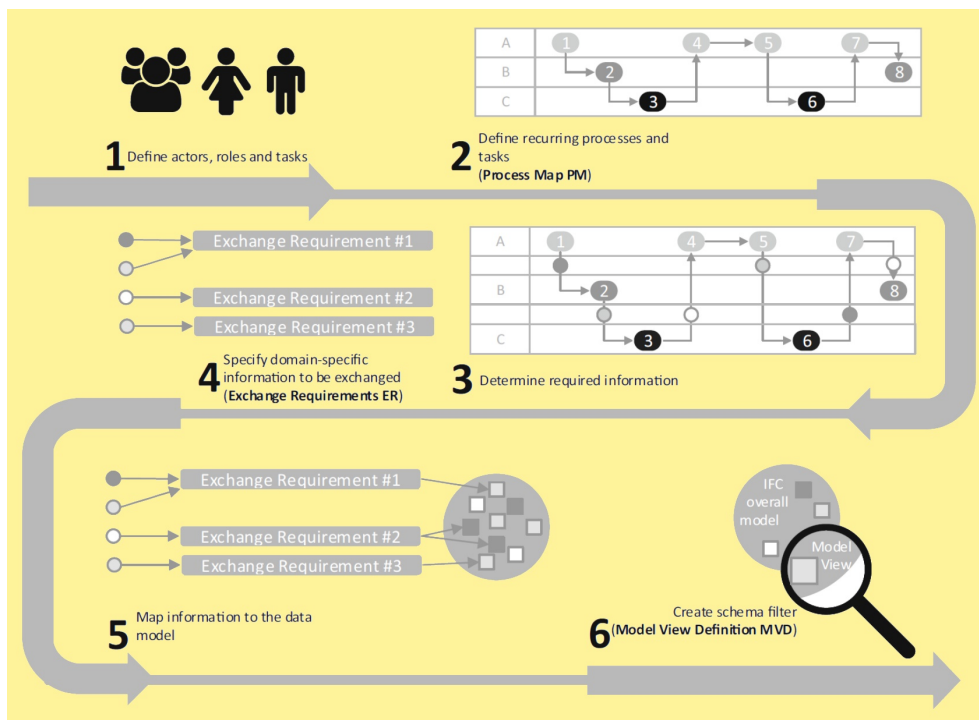 1 Define actors, roles and tasks
A 1 4 5 7
B 2 8
C 3 6
2 Define recurring processes and
tasks
(Process Map PM)
Exchange Requirement #1
Exchange Requirement #2
Exchange Requirement #3
4 Specify domain-specific
information to be exchanged
(Exchange Requirements ER)
A 1 4 5 7
B 2 8
C 3 6
3 Determine required information
Exchange Requirement #1
Exchange Requirement #2
Exchange Requirement #3
5 Map information to the data
model
IFC
overall
model
Model
View
6 Create schema filter
(Model View Definition MVD)